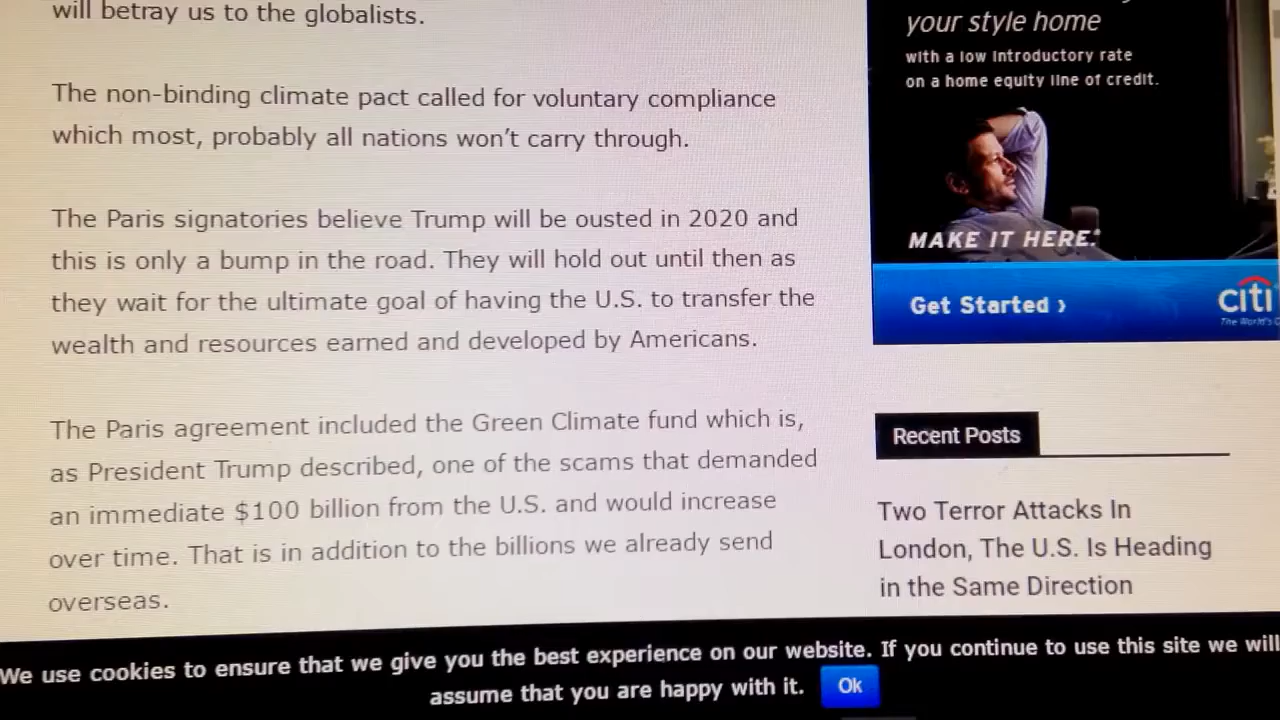 will betray us to the globalists.
The non-binding climate pact called for voluntary compliance
which most, probably all nations won't carry through.
The Paris signatories believe Trump will be ousted in 2020 and
this is only a bump in the road. They will hold out until then as
they wait for the ultimate goal of having the U.S. to transfer the
wealth and resources earned and developed by Americans.
The Paris agreement included the Green Climate fund which is,
as President Trump described, one of the scams that demanded
an immediate $100 billion from the U.S. and would increase
over time. That is in addition to the billions we already send
overseas.
your style home
with a low introductory rate
on a home equity line of credit.
MAKE IT HERE.
Get Started ›
citi
The World's
Recent Posts
Two Terror Attacks In
London, The U.S. Is Heading
in the Same Direction
We use cookies to ensure that we give you the best experience on our website. If you continue to use this site we will
assume that you are happy with it.
Ok